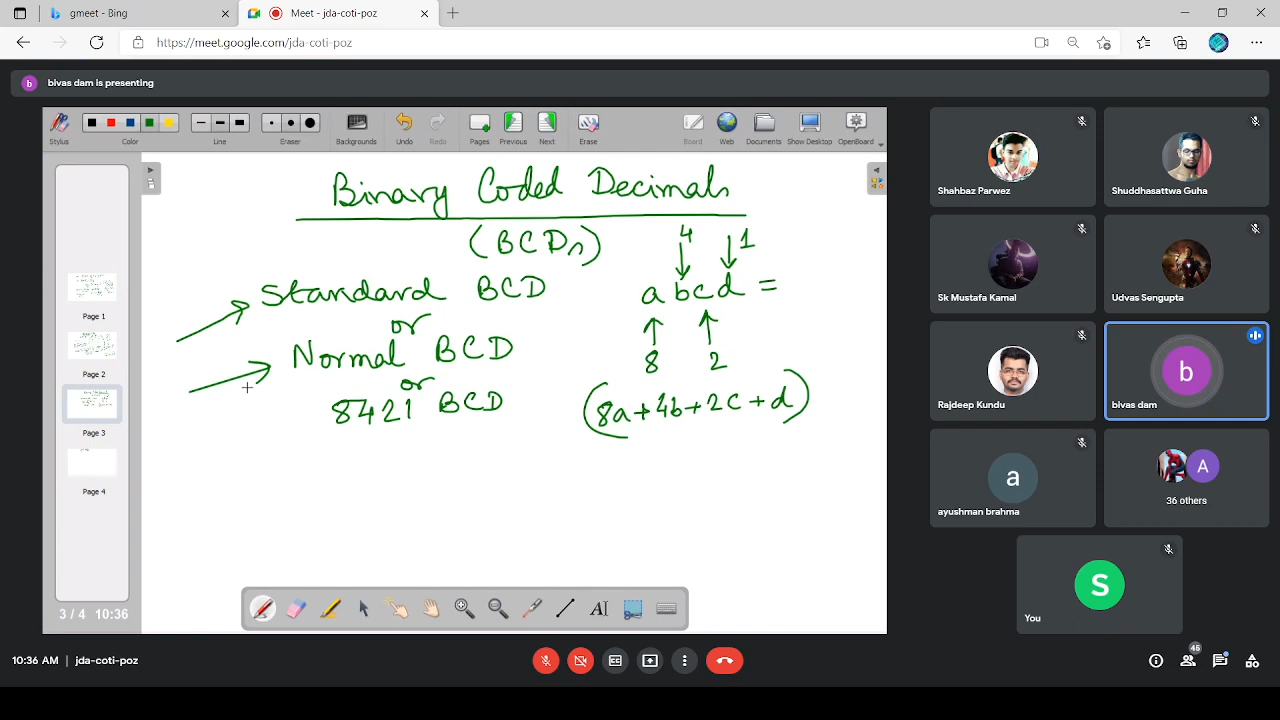 gmeet - Bing
Meet - jda-coti-poz
https://meet.google.com/jda-coti-poz
b
bivas dam is presenting
Stylus
Color
Line
Eraser
Backgrounds
Undo
Redo
Pages
Previous
Next
Erase
Board
Web
Documents
Show Desktop
OpenBoard
Page 1
Page 2
Page 3
Page 4
3 / 4 10:36
Binary Coded Decimals
(BCDs)
Standard BCD
or
Normal BCD
or
8421 BCD
4 1
a b c d =
8 2
(8a+4b+2c+d)
Shahbaz Parwez
Shuddhasattwa Guha
Sk Mustafa Kamal
Udvas Sengupta
Rajdeep Kundu
b
bivas dam
a
ayushman brahma
A
36 others
S
You
10:36 AM | jda-coti-poz
45